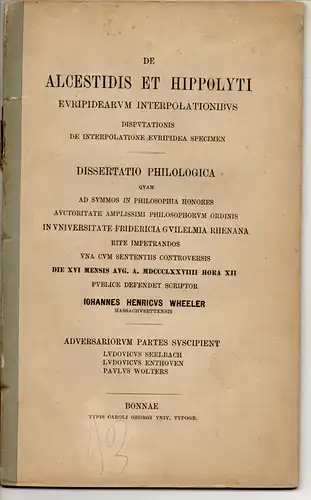 DE
ALCESTIDIS ET HIPPOLYTI
EVRIPIDEARVM INTERPOLATIONIBVS
DISPVTATIONIS
DE INTERPOLATIONE EVRIPIDEA SPECIMEN
DISSERTATIO PHILOLOGICA
QVAM
AD SVMMOS IN PHILOSOPHIA HONORES
AVCTORITATE AMPLISSIMI PHILOSOPHORVM ORDINIS
IN VNIVERSITATE FRIDERICIA GVILELMIA RHENANA
RITE IMPETRANDOS
VNA CVM SENTENTIIS CONTROVERSIS
DIE XVI MENSIS AVG. A. MDCCCLXXVIIII HORA XII
PVBLICE DEFENDET SCRIPTOR
IOHANNES HENRICVS WHEELER
MASSACHVSETTENSIS
ADVERSARIORVM PARTES SVSCIPIENT
LVDOVICVS SEELBACH
LVDOVICVS ENTHOVEN
PAVLVS WOLTERS
BONNAE
TYPIS CAROLI GEORGI VNIV. TYPOGR.